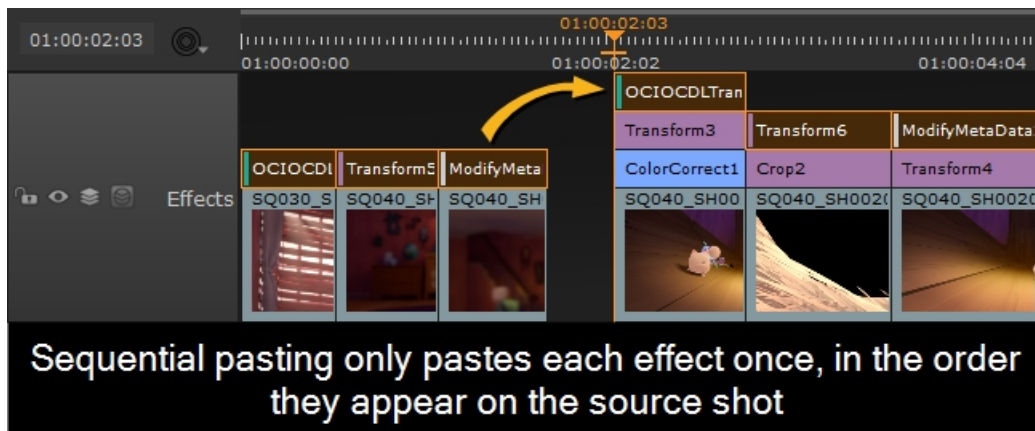 01:00:02:03
01:00:02:03
01:00:00:00
01:00:02:02
01:00:04:04
OCIOCDLTran
Transform3
Transform6
ModifyMetaData
OCIOCDL
Transform5
ModifyMeta
ColorCorrect1
Crop2
Transform4
Effects
SQ030_S
SQ040_SH
SQ040_SH
SQ040_SH00
SQ040_SH002
SQ040_SH0020
Sequential pasting only pastes each effect once, in the order
they appear on the source shot